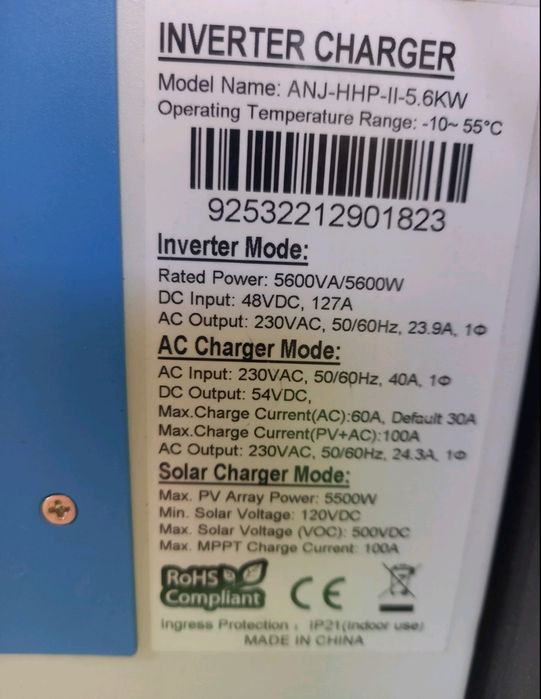 INVERTER CHARGER
Model Name: ANJ-HHP-II-5.6KW
Operating Temperature Range: -10~ 55°C
92532212901823
Inverter Mode:
Rated Power: 5600VA/5600W
DC Input: 48VDC, 127A
AC Output: 230VAC, 50/60Hz, 23.9A, 1Φ
AC Charger Mode:
AC Input: 230VAC, 50/60Hz, 40A, 1Φ
DC Output: 54VDC,
Max.Charge Current(AC):60A, Default 30A
Max.Charge Current(PV+AC):100A
AC Output: 230VAC, 50/60Hz, 24.3A, 1Φ
Solar Charger Mode:
Max. PV Array Power: 5500W
Min. Solar Voltage: 120VDC
Max. Solar Voltage (VOC): 500VDC
Max. MPPT Charge Current: 100A
RoHS
Compliant
CE
Ingress Protection : IP21(indoor use)
MADE IN CHINA